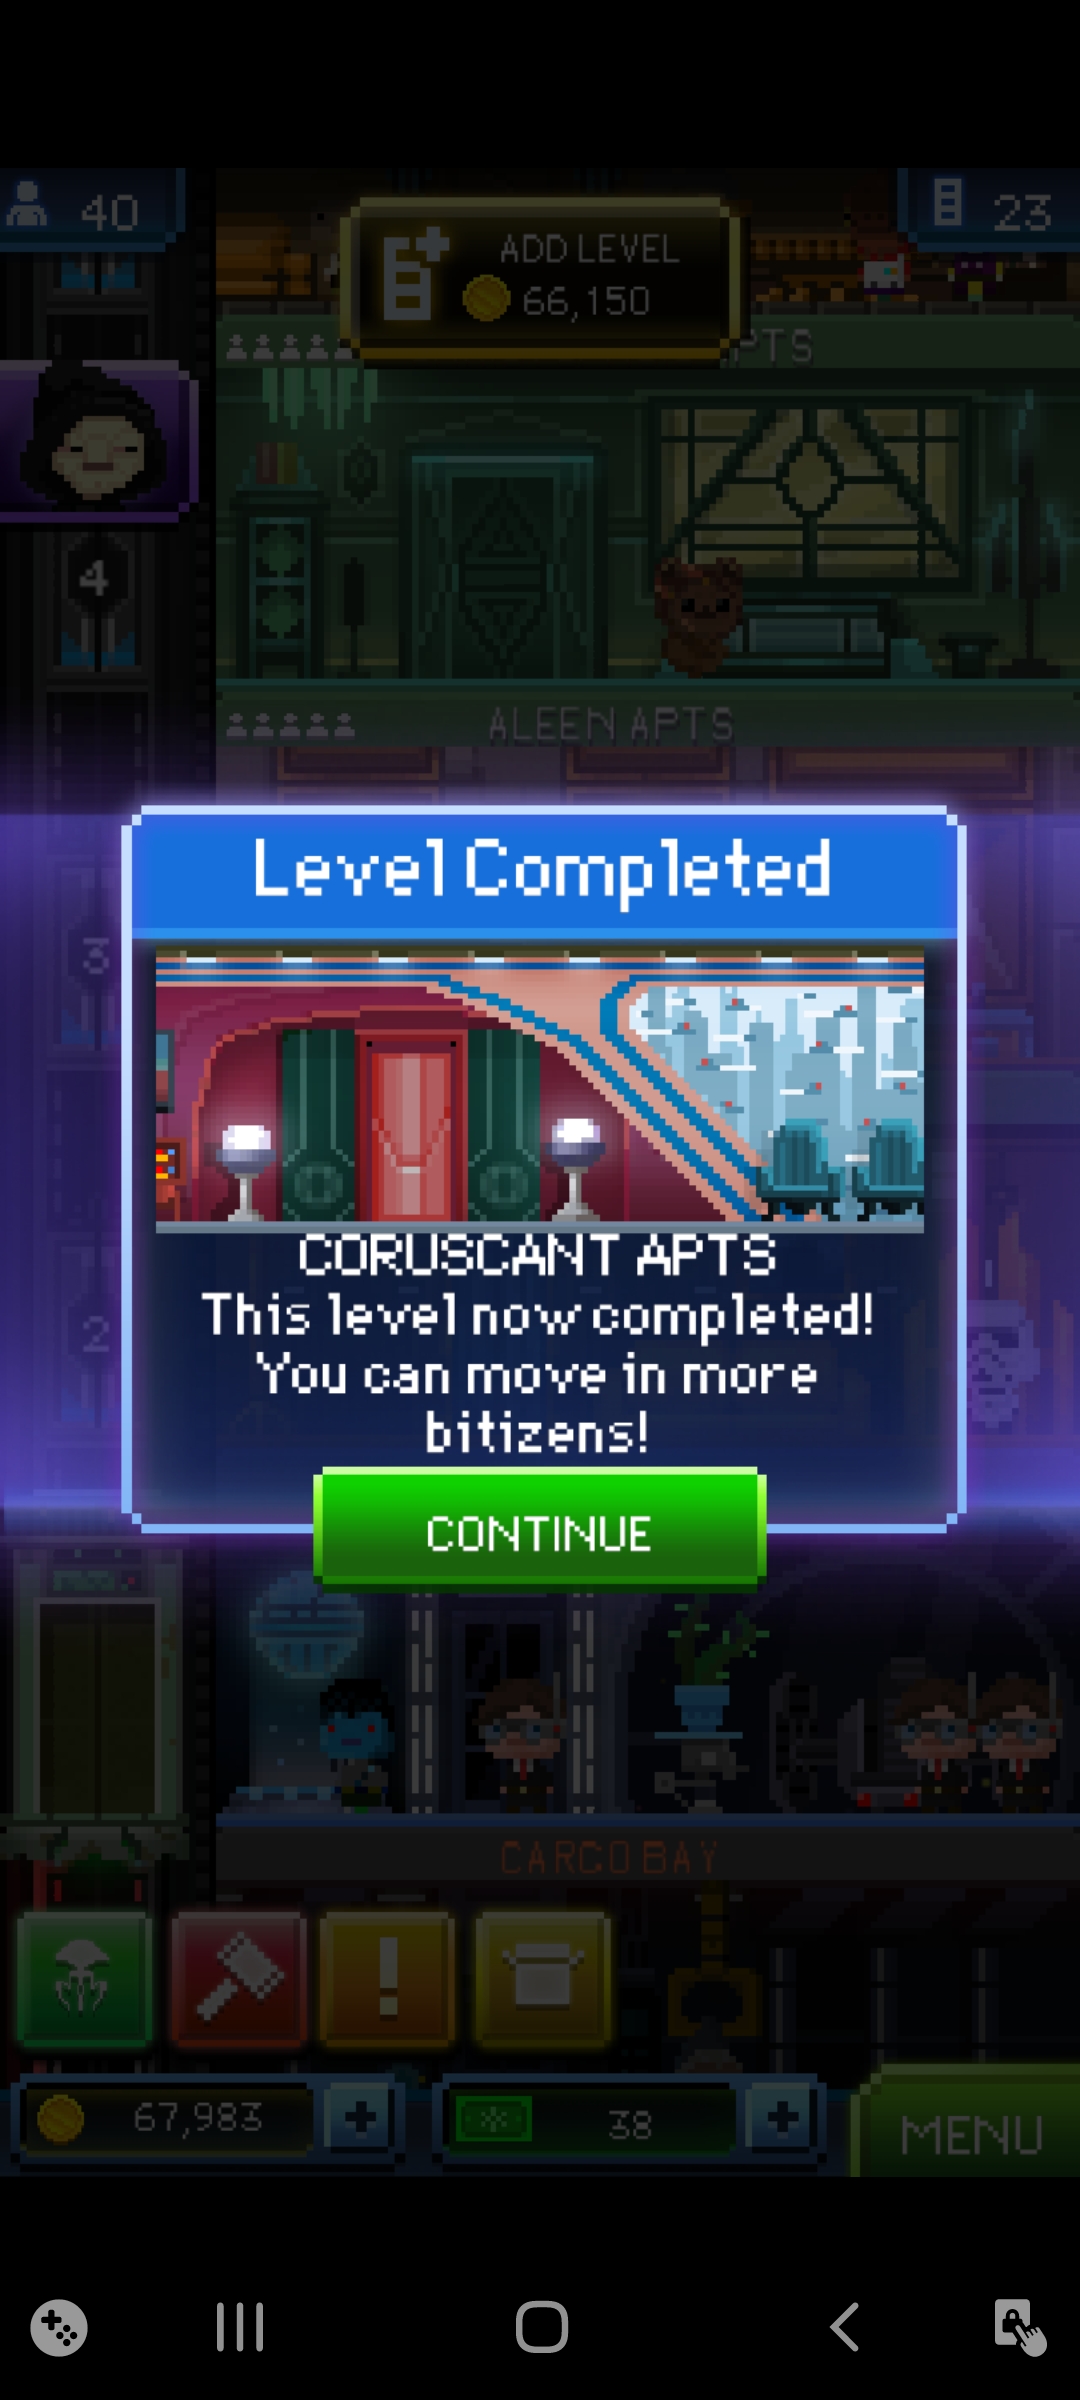 40
23
ADD LEVEL
66,150
PTS
4
ALEEN APTS
Level Completed
3
CORUSCANT APTS
This level now completed!
You can move in more
bitizens!
2
CONTINUE
CARGO BAY
!
67,983
+
38
+
MENU